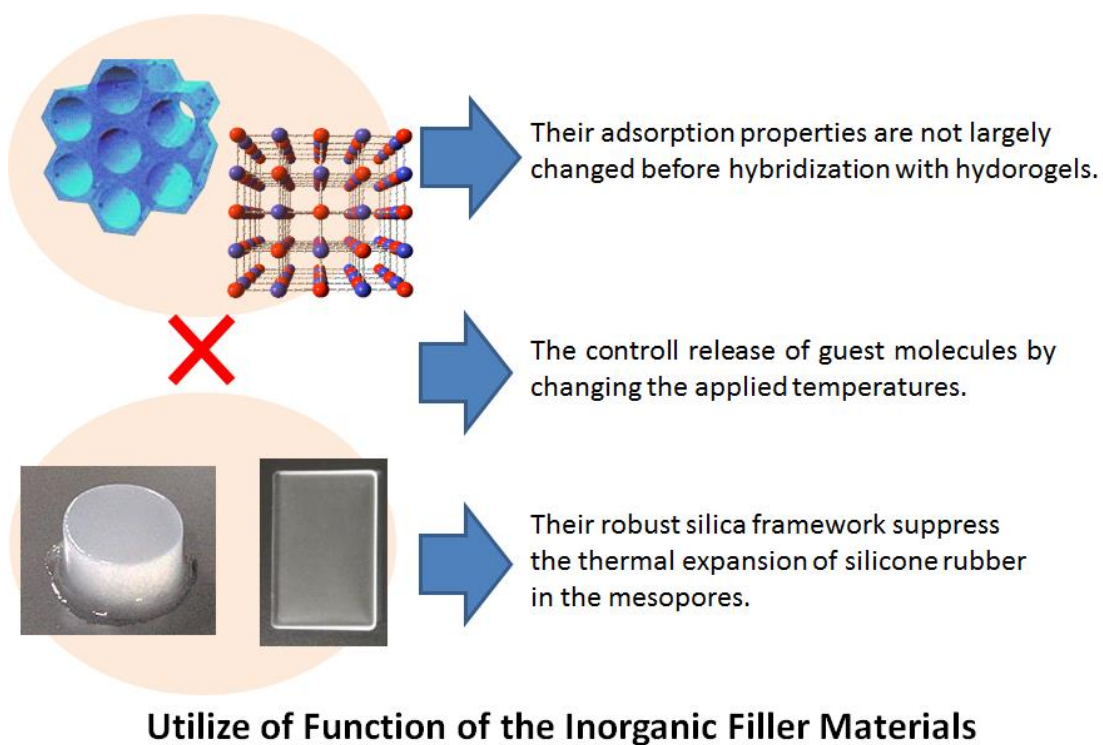 Their adsorption properties are not largely
changed before hybridization with hydorogels.
The controll release of guest molecules by
changing the applied temperatures.
Their robust silica framework suppress
the thermal expansion of silicone rubber
in the mesopores.
Utilize of Function of the Inorganic Filler Materials